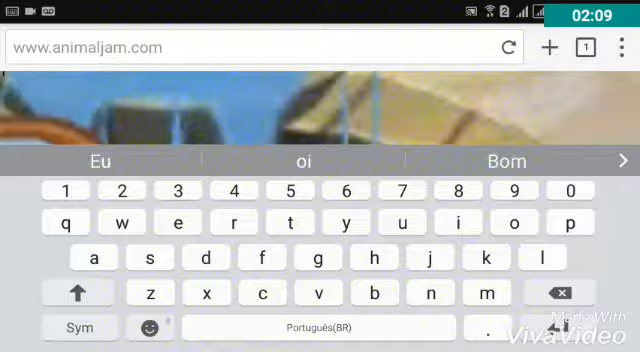 02:09
www.animaljam.com
1
Eu oi Bom
1 2 3 4 5 6 7 8 9 0
q w e r t y u i o p
a s d f g h j k l
z x c v b n m
Sym Português(BR) .
Made With
VivaVideo